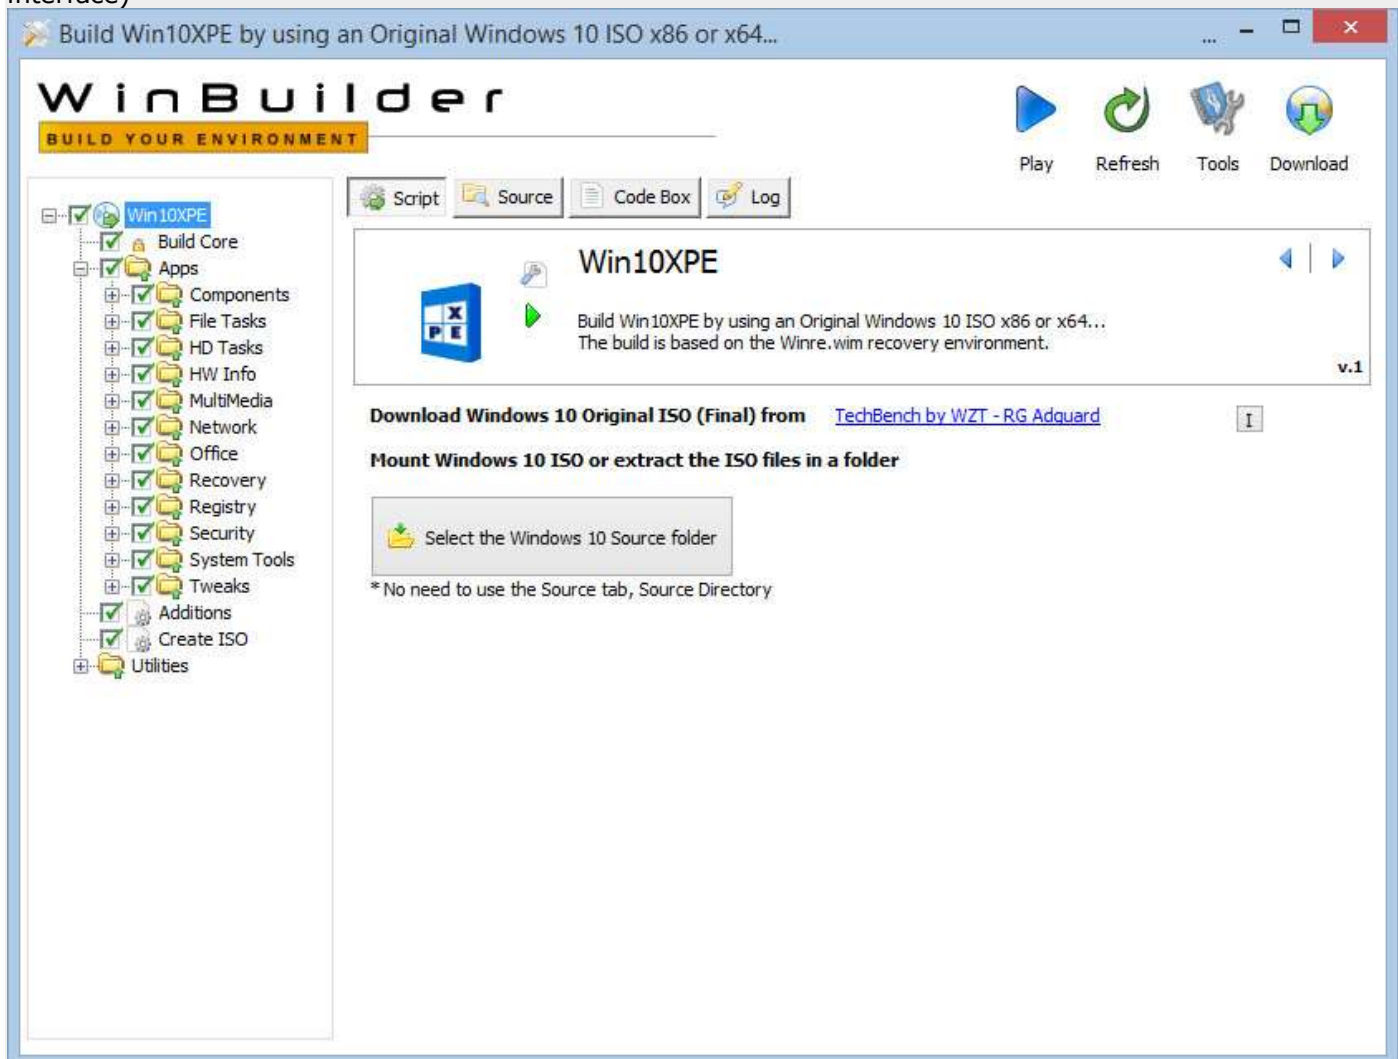 interface)
Build Win10XPE by using an Original Windows 10 ISO x86 or x64...
...
WinBuilder
BUILD YOUR ENVIRONMENT
Play Refresh Tools Download
Script Source Code Box Log
Win10XPE
Build Core
Apps
Components
File Tasks
HD Tasks
HW Info
MultiMedia
Network
Office
Recovery
Registry
Security
System Tools
Tweaks
Additions
Create ISO
Utilities
X
PE
Win10XPE
Build Win10XPE by using an Original Windows 10 ISO x86 or x64...
The build is based on the Winre.wim recovery environment.
v.1
Download Windows 10 Original ISO (Final) from TechBench by WZT - RG Adguard I
Mount Windows 10 ISO or extract the ISO files in a folder
Select the Windows 10 Source folder
* No need to use the Source tab, Source Directory